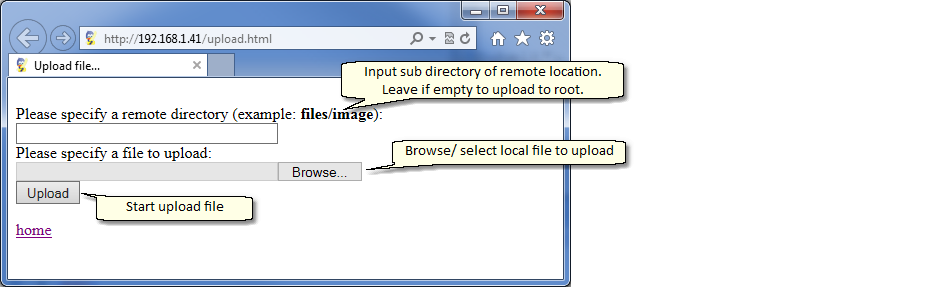 http://192.168.1.41/upload.html
Upload file...
Input sub directory of remote location.
Leave if empty to upload to root.
Please specify a remote directory (example: files/image):
Please specify a file to upload:
Browse/ select local file to upload
Browse...
Upload
Start upload file
home